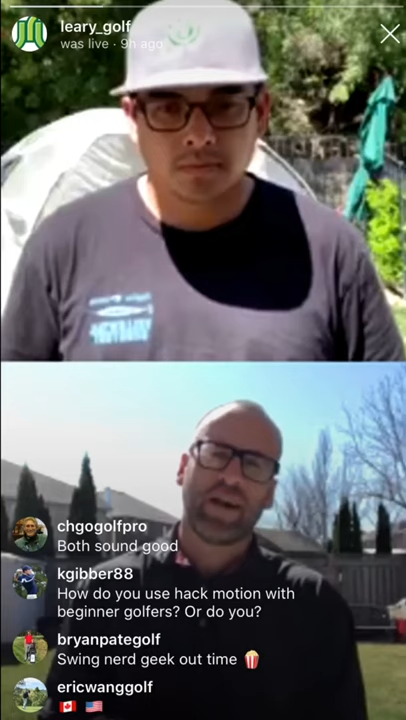 leary_golf
was live · 9h ago
chgogolfpro
Both sound good
kgibber88
How do you use hack motion with
beginner golfers? Or do you?
bryanpategolf
Swing nerd geek out time 🍿
ericwanggolf
🇨🇦 🇺🇸